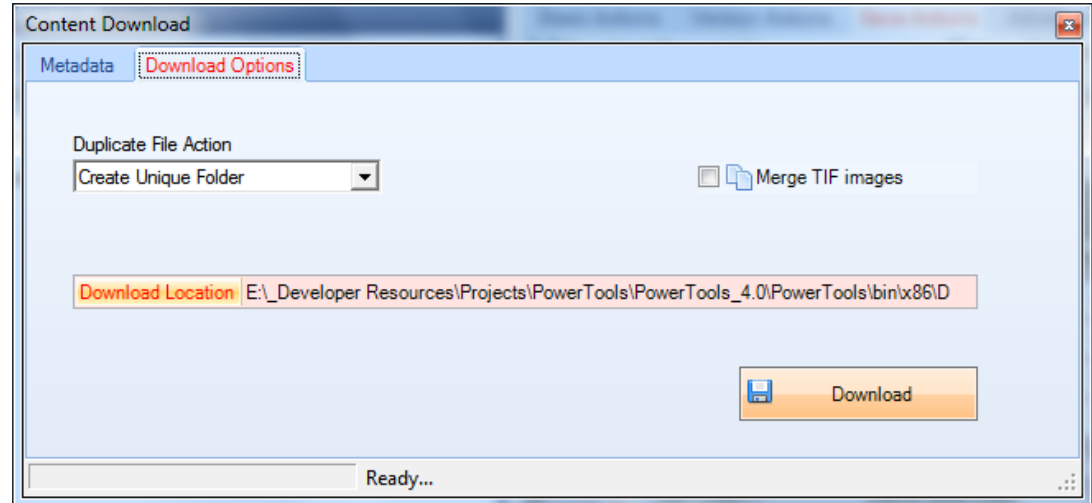 Content Download
Metadata Download Options
Duplicate File Action
Create Unique Folder
Merge TIF images
Download Location E:\_Developer Resources\Projects\PowerTools\PowerTools_4.0\PowerTools\bin\x86\D
Download
Ready...